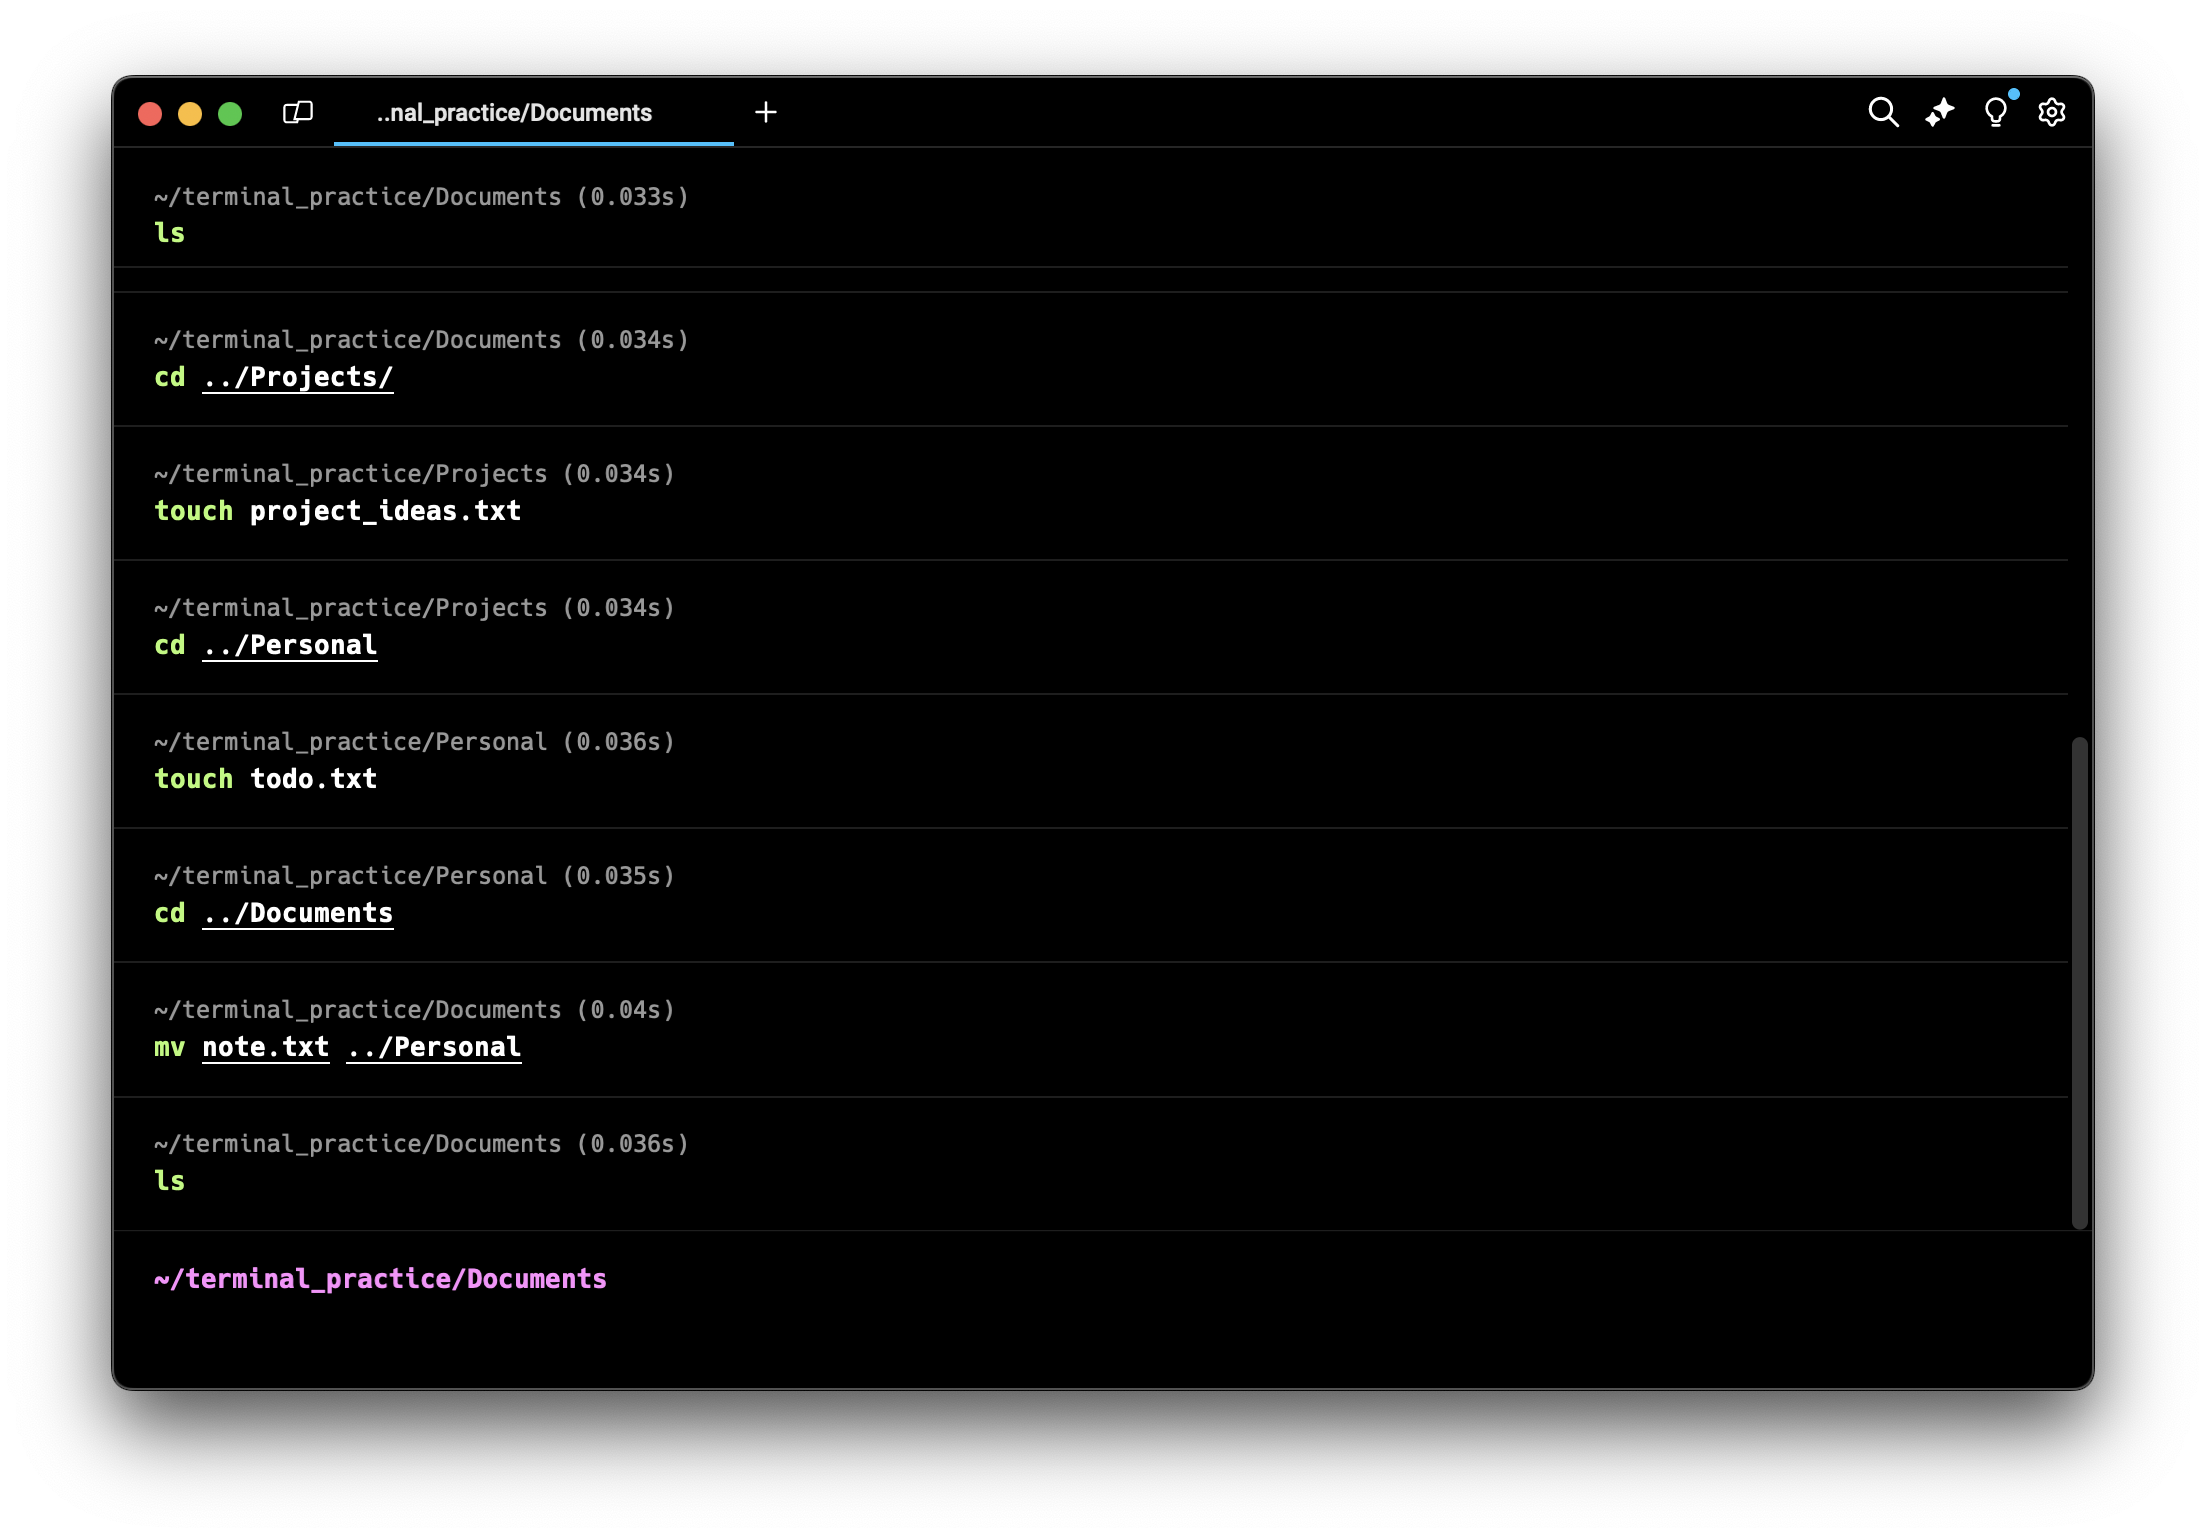 ..nal_practice/Documents
~/terminal_practice/Documents (0.033s)
ls
~/terminal_practice/Documents (0.034s)
cd ../Projects/
~/terminal_practice/Projects (0.034s)
touch project_ideas.txt
~/terminal_practice/Projects (0.034s)
cd ../Personal
~/terminal_practice/Personal (0.036s)
touch todo.txt
~/terminal_practice/Personal (0.035s)
cd ../Documents
~/terminal_practice/Documents (0.04s)
mv note.txt ../Personal
~/terminal_practice/Documents (0.036s)
ls
~/terminal_practice/Documents